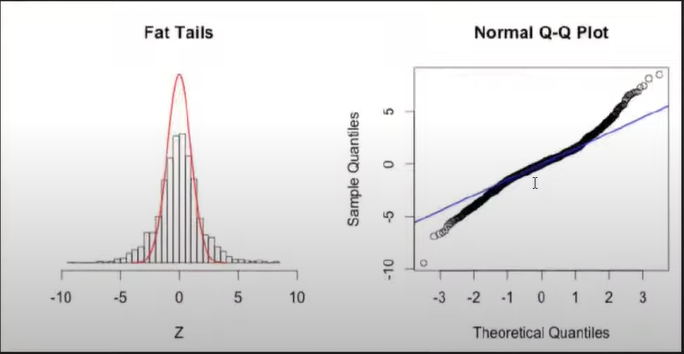 Fat Tails
-10 -5 0 5 10
Z
Normal Q-Q Plot
Sample Quantiles
5
0
-5
-10
-3 -2 -1 0 1 2 3
Theoretical Quantiles